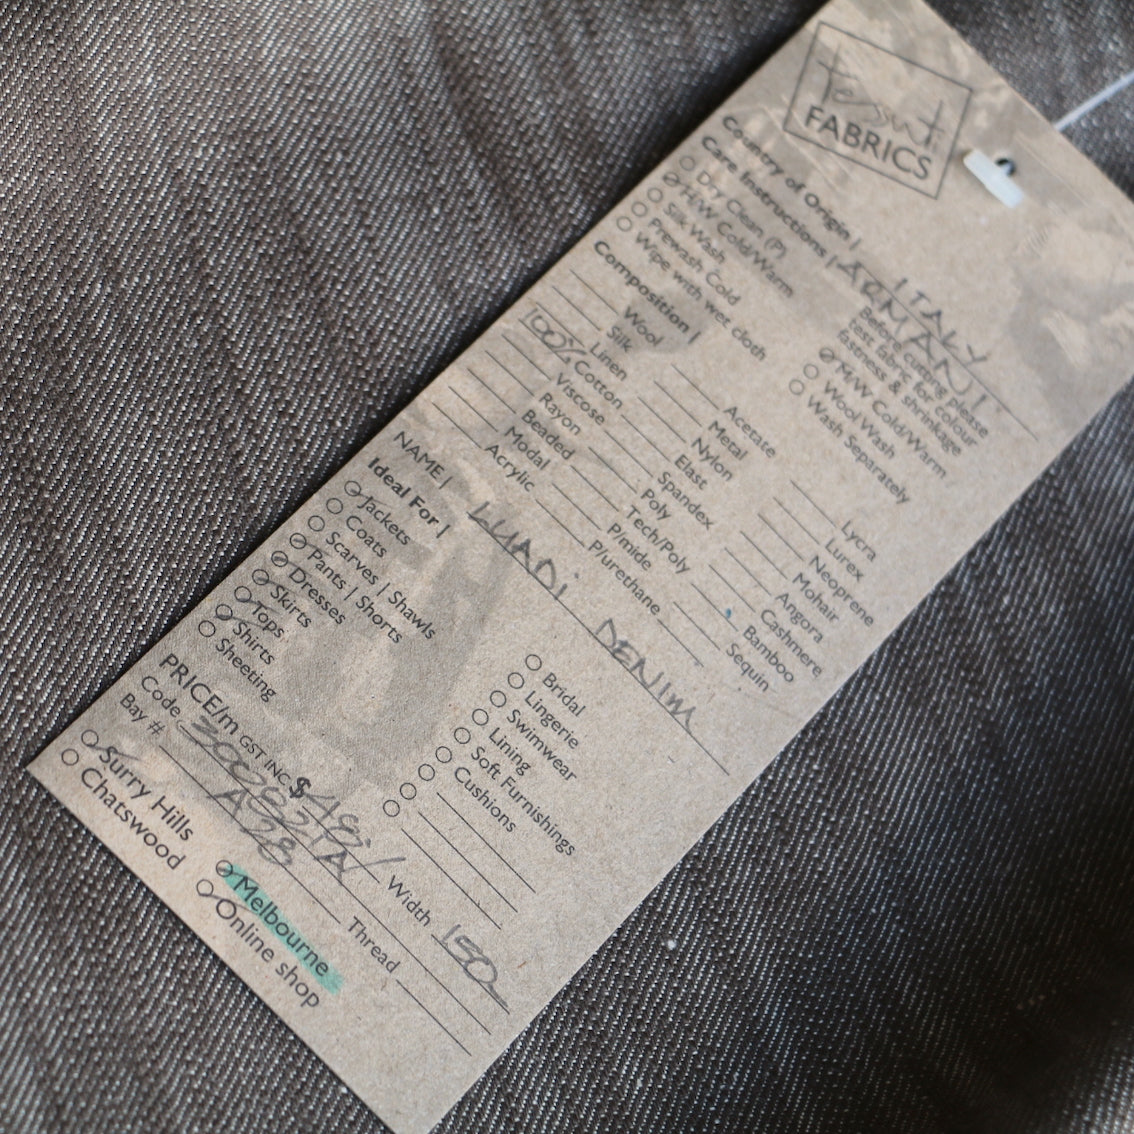 tessuti
FABRICS
Country of Origin | ITALY
Care Instructions | ARMANI!
Dry Clean (P)
H/W Cold/Warm
Silk Wash
Prewash Cold
Wipe with wet cloth
Before cutting please
test fabric for colour
fastness & shrinkage
M/W Cold/Warm
Wool Wash
Wash Separately
Composition |
Wool
Silk
Linen
100% Cotton
Viscose
Rayon
Beaded
Modal
Acrylic
Acetate
Metal
Nylon
Elast
Spandex
Poly
Tech/Poly
P/mide
P/urethane
Lycra
Lurex
Neoprene
Mohair
Angora
Cashmere
Bamboo
Sequin
NAME | DENIM
Ideal For |
Jackets
Coats
Scarves | Shawls
Pants | Shorts
Dresses
Skirts
Tops
Shirts
Sheeting
Bridal
Lingerie
Swimwear
Lining
Soft Furnishings
Cushions
PRICE/m GST INC. $48/ Width 150
Code Thread
Bay # A28
Surry Hills
Chatswood
Melbourne
Online shop